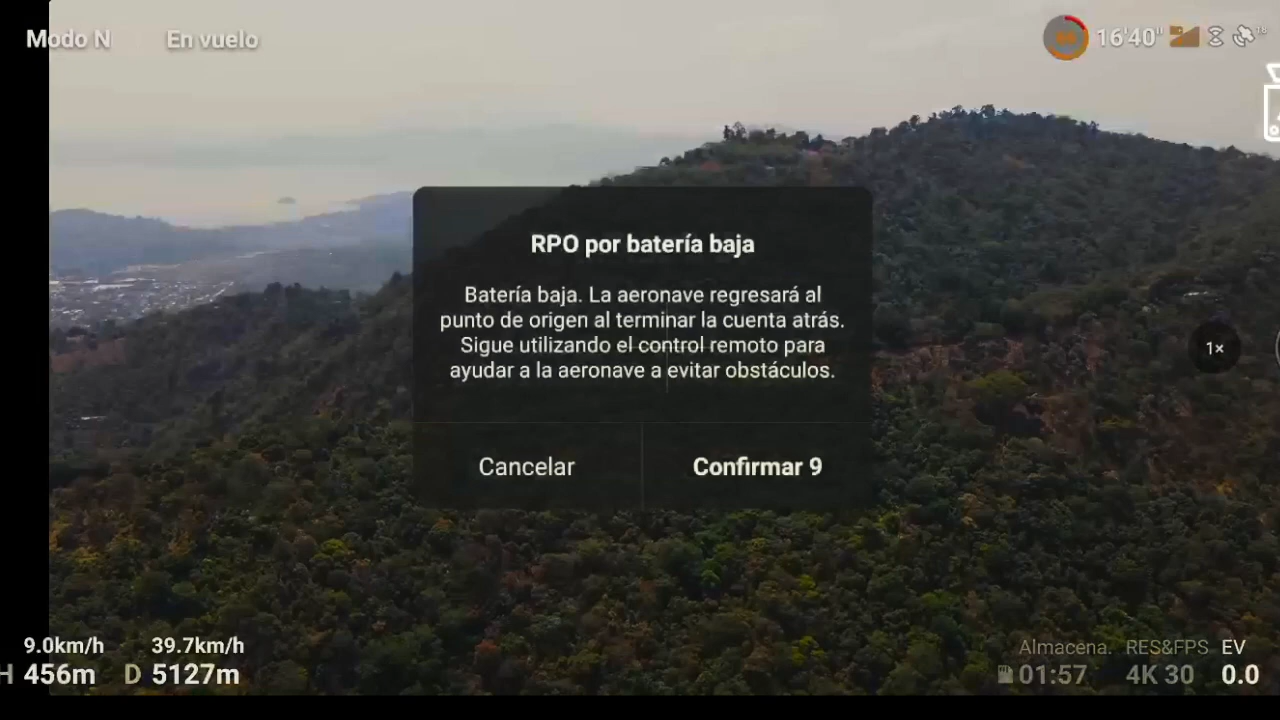 Modo N En vuelo 16'40"
RPO por batería baja
Batería baja. La aeronave regresará al
punto de origen al terminar la cuenta atrás.
Sigue utilizando el control remoto para
ayudar a la aeronave a evitar obstáculos.
Cancelar Confirmar 9
1×
9.0km/h 39.7km/h
H 456m D 5127m
Almacena. RES&FPS EV
01:57 4K 30 0.0